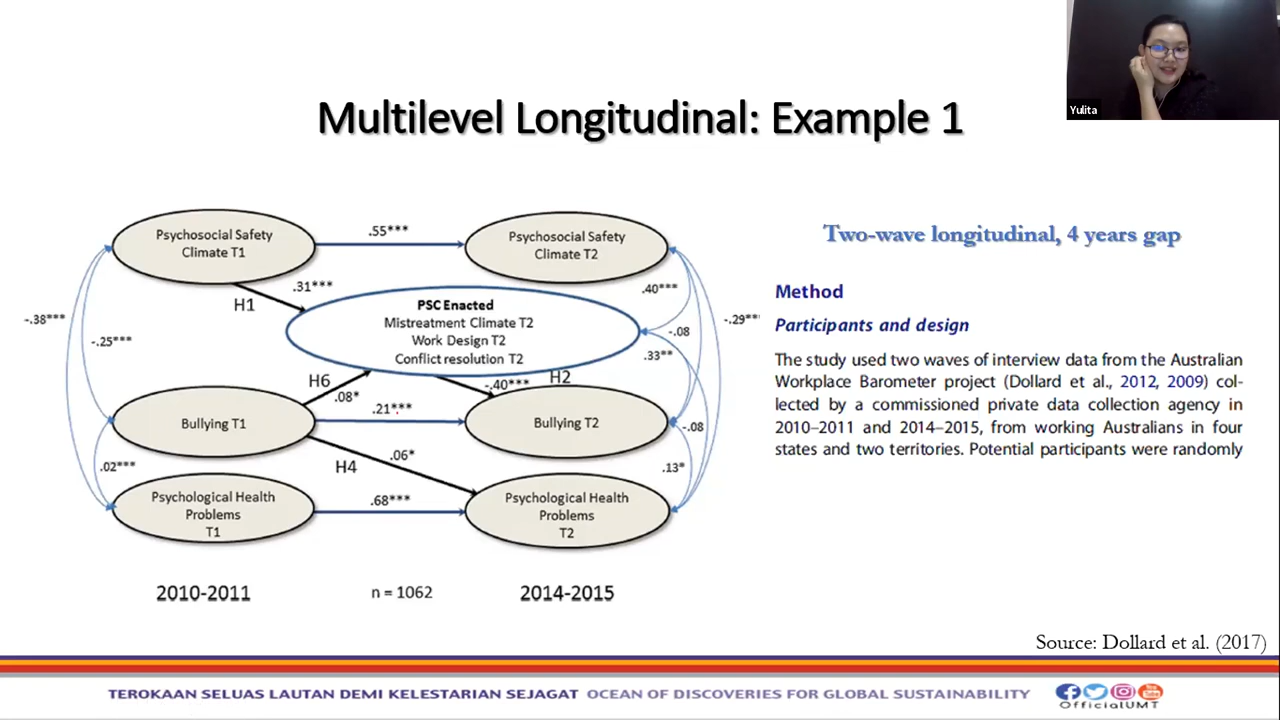 Yulita
Multilevel Longitudinal: Example 1
Psychosocial Safety
Climate T1
.55***
Psychosocial Safety
Climate T2
.31***
H1
PSC Enacted
Mistreatment Climate T2
Work Design T2
Conflict resolution T2
-.38***
-.25***
.40***
-.08
-.29**
.33**
H6
.08*
-.40***
H2
Bullying T1
.21***
Bullying T2
-.08
.06*
H4
.02***
.13*
Psychological Health
Problems
T1
.68***
Psychological Health
Problems
T2
2010-2011
n = 1062
2014-2015
Two-wave longitudinal, 4 years gap
Method
Participants and design
The study used two waves of interview data from the Australian
Workplace Barometer project (Dollard et al., 2012, 2009) col-
lected by a commissioned private data collection agency in
2010–2011 and 2014–2015, from working Australians in four
states and two territories. Potential participants were randomly
Source: Dollard et al. (2017)
TEROKAAN SELUAS LAUTAN DEMI KELESTARIAN SEJAGAT OCEAN OF DISCOVERIES FOR GLOBAL SUSTAINABILITY
OfficialUMT